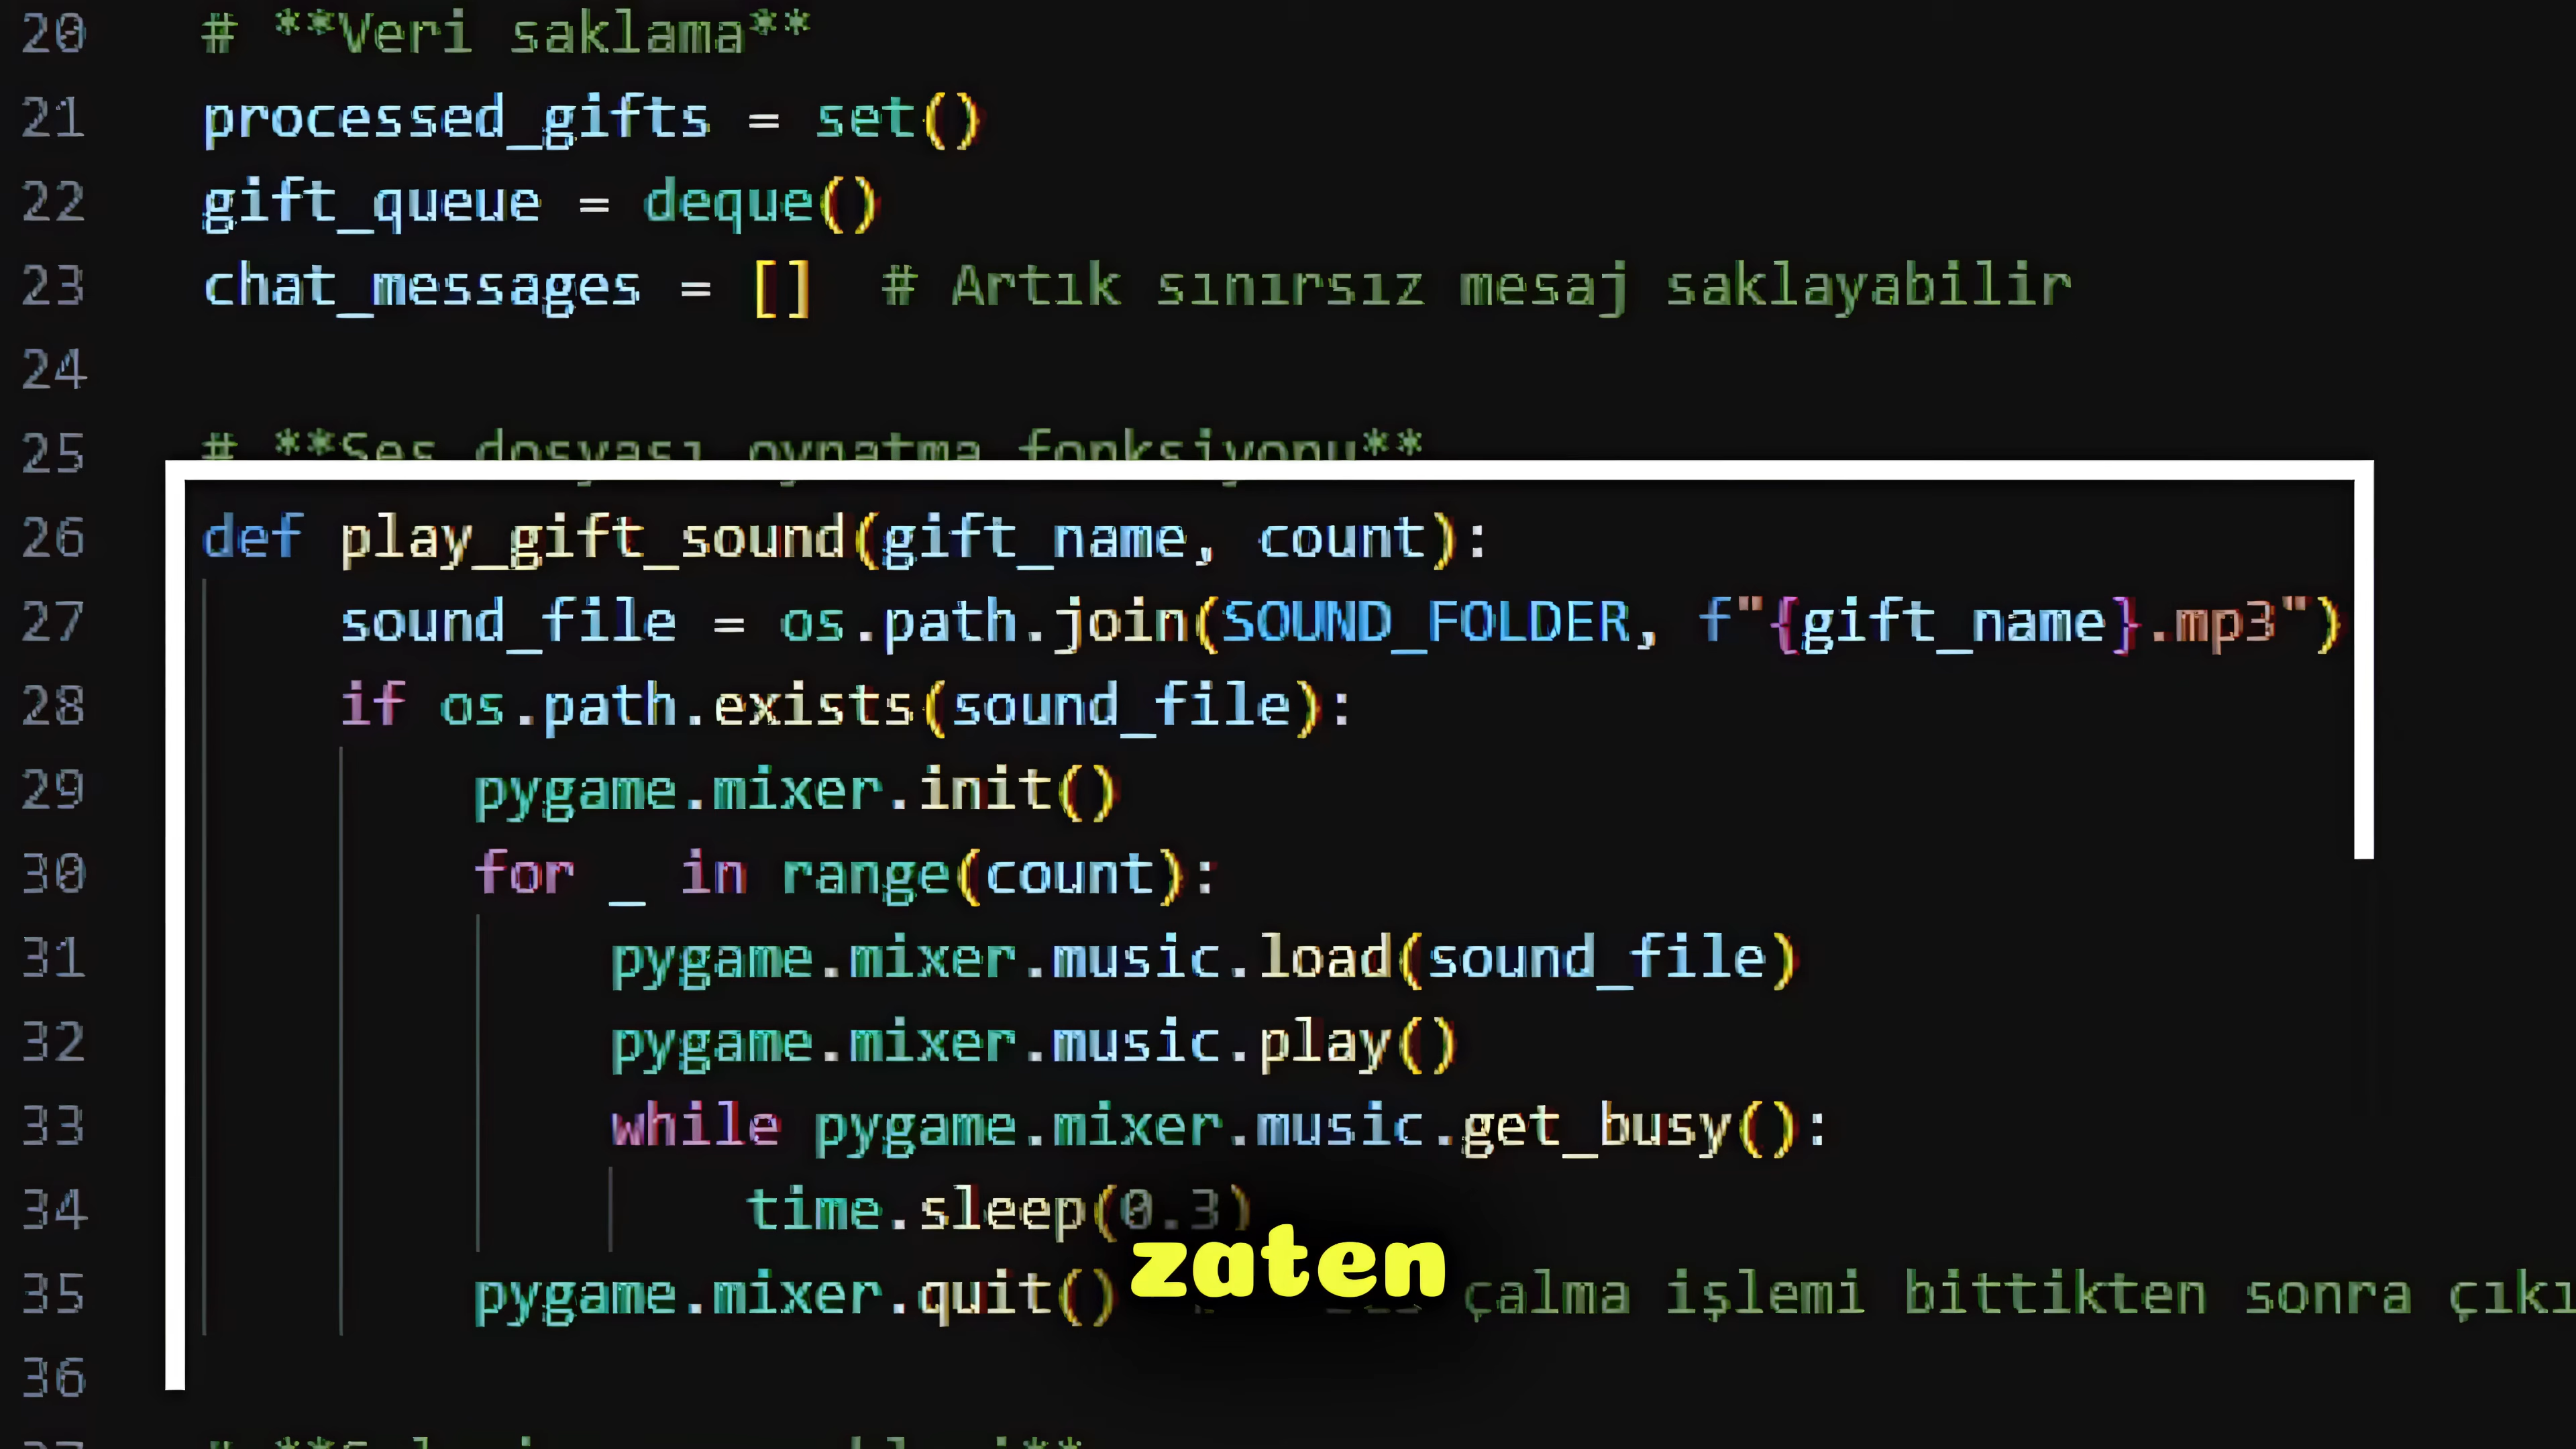 20 # **Veri saklama**
21 processed_gifts = set()
22 gift_queue = deque()
23 chat_messages = [] # Artık sınırsız mesaj saklayabilir
24
25 # **Ses dosyası oynatma fonksiyonu**
26 def play_gift_sound(gift_name, count):
27 sound_file = os.path.join(SOUND_FOLDER, f"{gift_name}.mp3")
28 if os.path.exists(sound_file):
29 pygame.mixer.init()
30 for _ in range(count):
31 pygame.mixer.music.load(sound_file)
32 pygame.mixer.music.play()
33 while pygame.mixer.music.get_busy():
34 time.sleep(0.3)
zaten
35 pygame.mixer.quit() çalma işlemi bittikten sonra
36